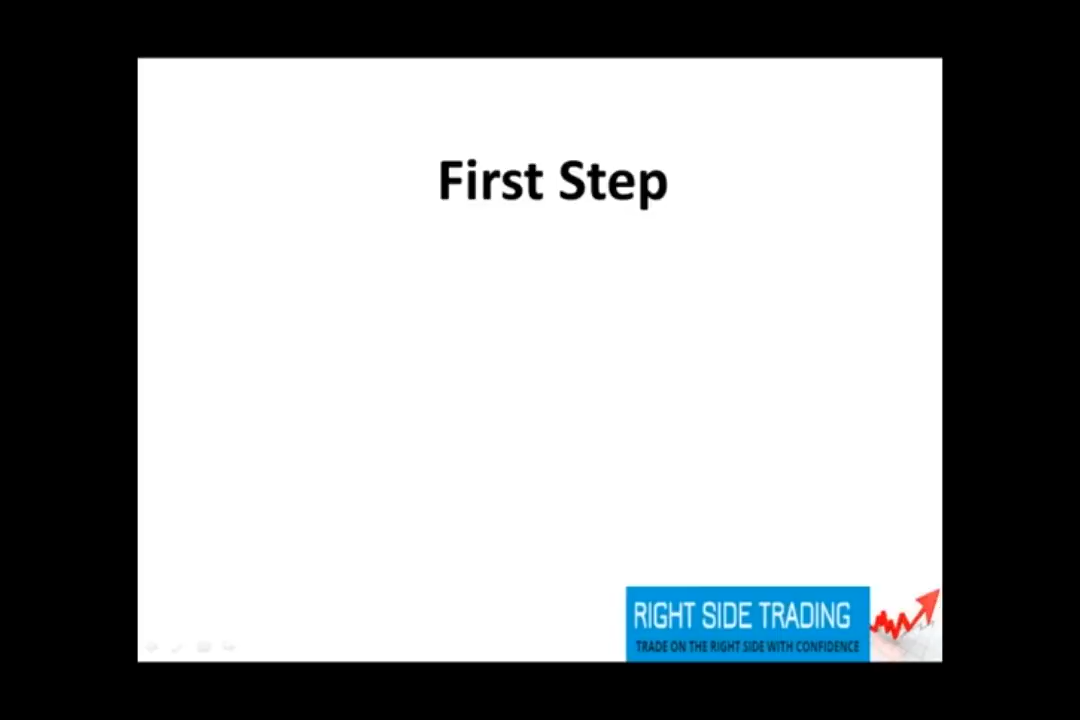 First Step
RIGHT SIDE TRADING
TRADE ON THE RIGHT SIDE WITH CONFIDENCE